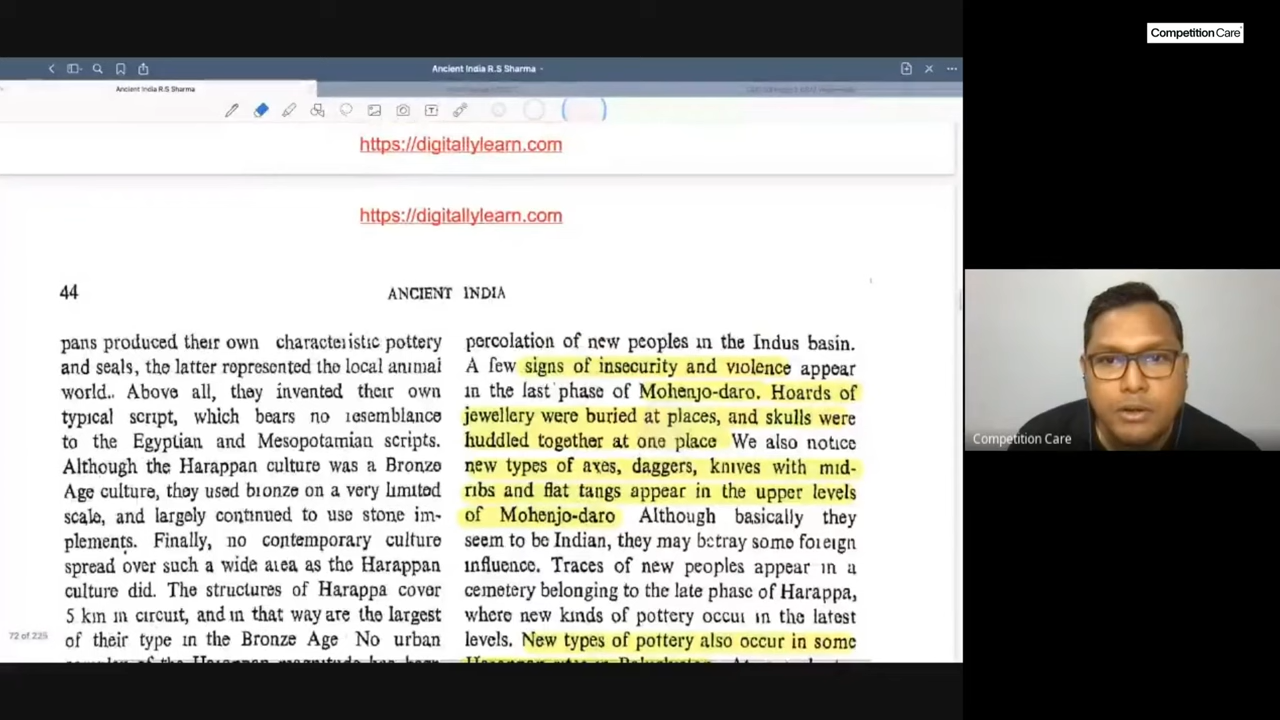 CompetitionCare
Ancient India R.S Sharma
Ancient India R.S Sharma
https://digitallylearn.com
https://digitallylearn.com
44
ANCIENT INDIA
pans produced their own characteristic pottery
and seals, the latter represented the local animal
world.. Above all, they invented their own
typical script, which bears no resemblance
to the Egyptian and Mesopotamian scripts.
Although the Harappan culture was a Bronze
Age culture, they used bronze on a very limited
scale, and largely continued to use stone im-
plements. Finally, no contemporary culture
spread over such a wide area as the Harappan
culture did. The structures of Harappa cover
5 km in circuit, and in that way are the largest
of their type in the Bronze Age No urban
percolation of new peoples in the Indus basin.
A few signs of insecurity and violence appear
in the last phase of Mohenjo-daro. Hoards of
jewellery were buried at places, and skulls were
huddled together at one place We also notice
new types of axes, daggers, knives with mid-
ribs and flat tangs appear in the upper levels
of Mohenjo-daro Although basically they
seem to be Indian, they may betray some foreign
influence. Traces of new peoples appear in a
cemetery belonging to the late phase of Harappa,
where new kinds of pottery occur in the latest
levels. New types of pottery also occur in some
72 of 225
Competition Care